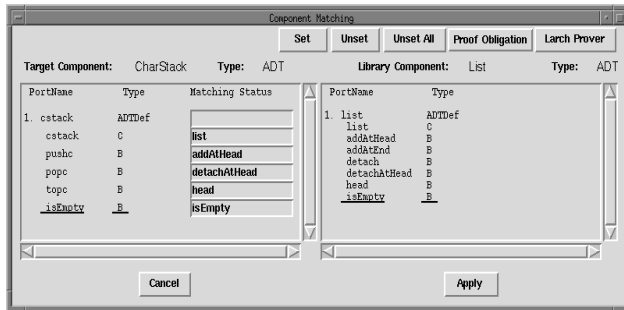 Component Matching
Set Unset Unset All Proof Obligation Larch Prover
Target Component: CharStack Type: ADT Library Component: List Type: ADT
PortName Type Matching Status
1. cstack ADTDef
cstack C list
pushc B addAtHead
popc B detachAtHead
topc B head
isEmpty B isEmpty
PortName Type
1. list ADTDef
list C
addAtHead B
addAtEnd B
detach B
detachAtHead B
head B
isEmpty B
Cancel Apply